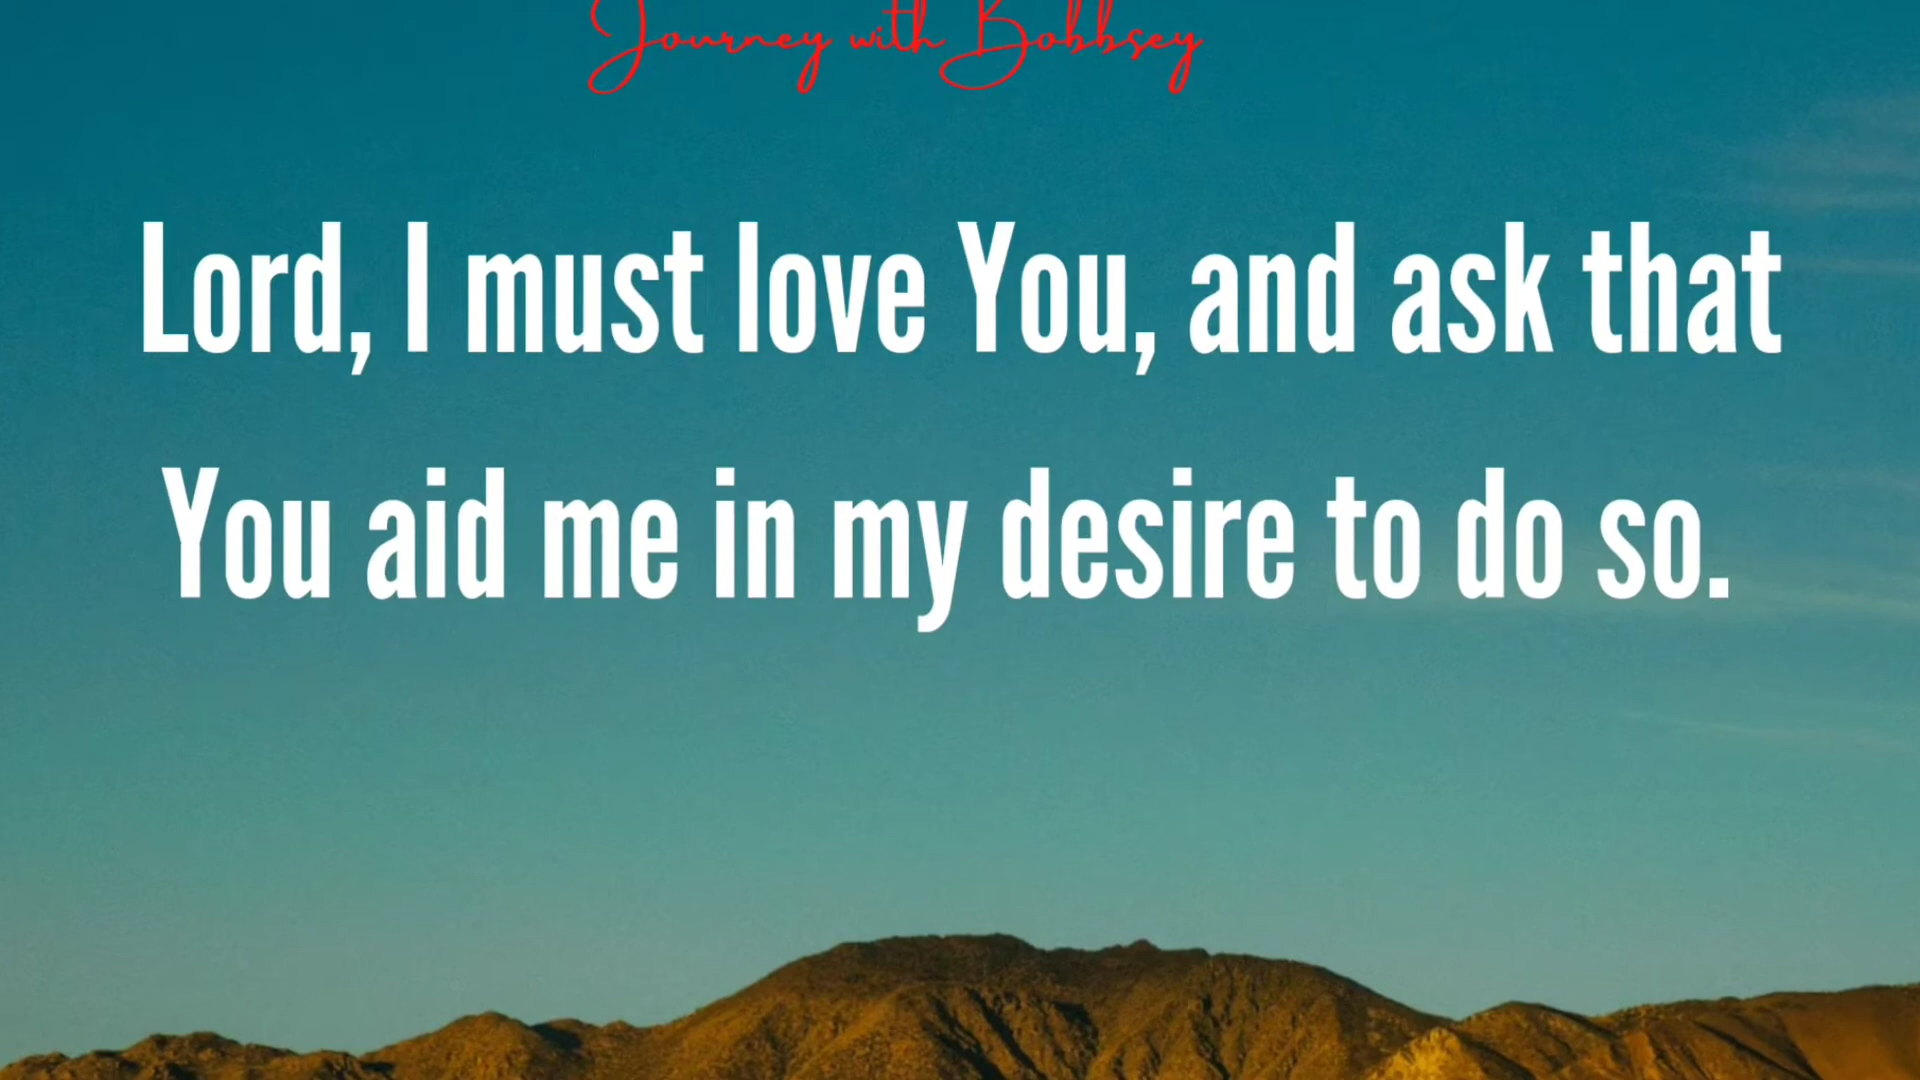 Journey with Bobbsey
Lord, I must love You, and ask that
You aid me in my desire to do so.